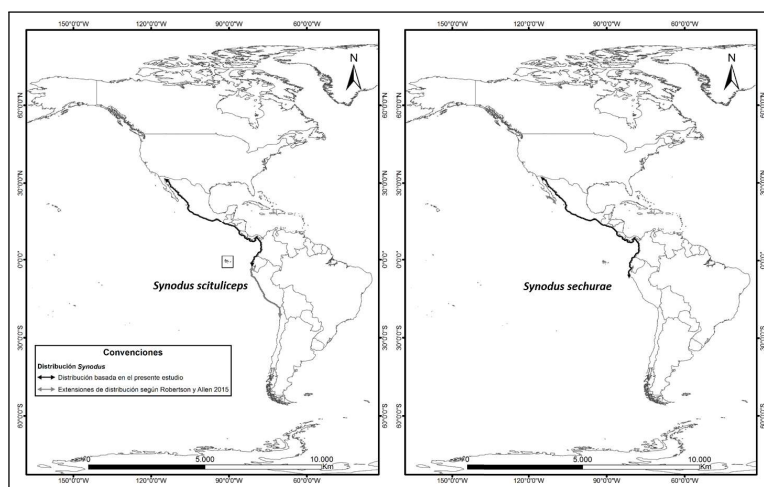 150°0'0"O 120°0'0"O 90°0'0"O 60°0'0"O
N
60°0'0"N
30°0'0"N
0°0'0"
30°0'0"S
60°0'0"S
Synodus scituliceps
Convenciones
Distribución Synodus
Distribución basada en el presente estudio
Extensiones de distribución según Robertson y Allen 2015
0 5.000 10.000
Km
150°0'0"O 120°0'0"O 90°0'0"O 60°0'0"O
150°0'0"O 120°0'0"O 90°0'0"O 60°0'0"O
N
60°0'0"N
30°0'0"N
0°0'0"
30°0'0"S
60°0'0"S
Synodus sechurae
0 5.000 10.000
Km
150°0'0"O 120°0'0"O 90°0'0"O 60°0'0"O